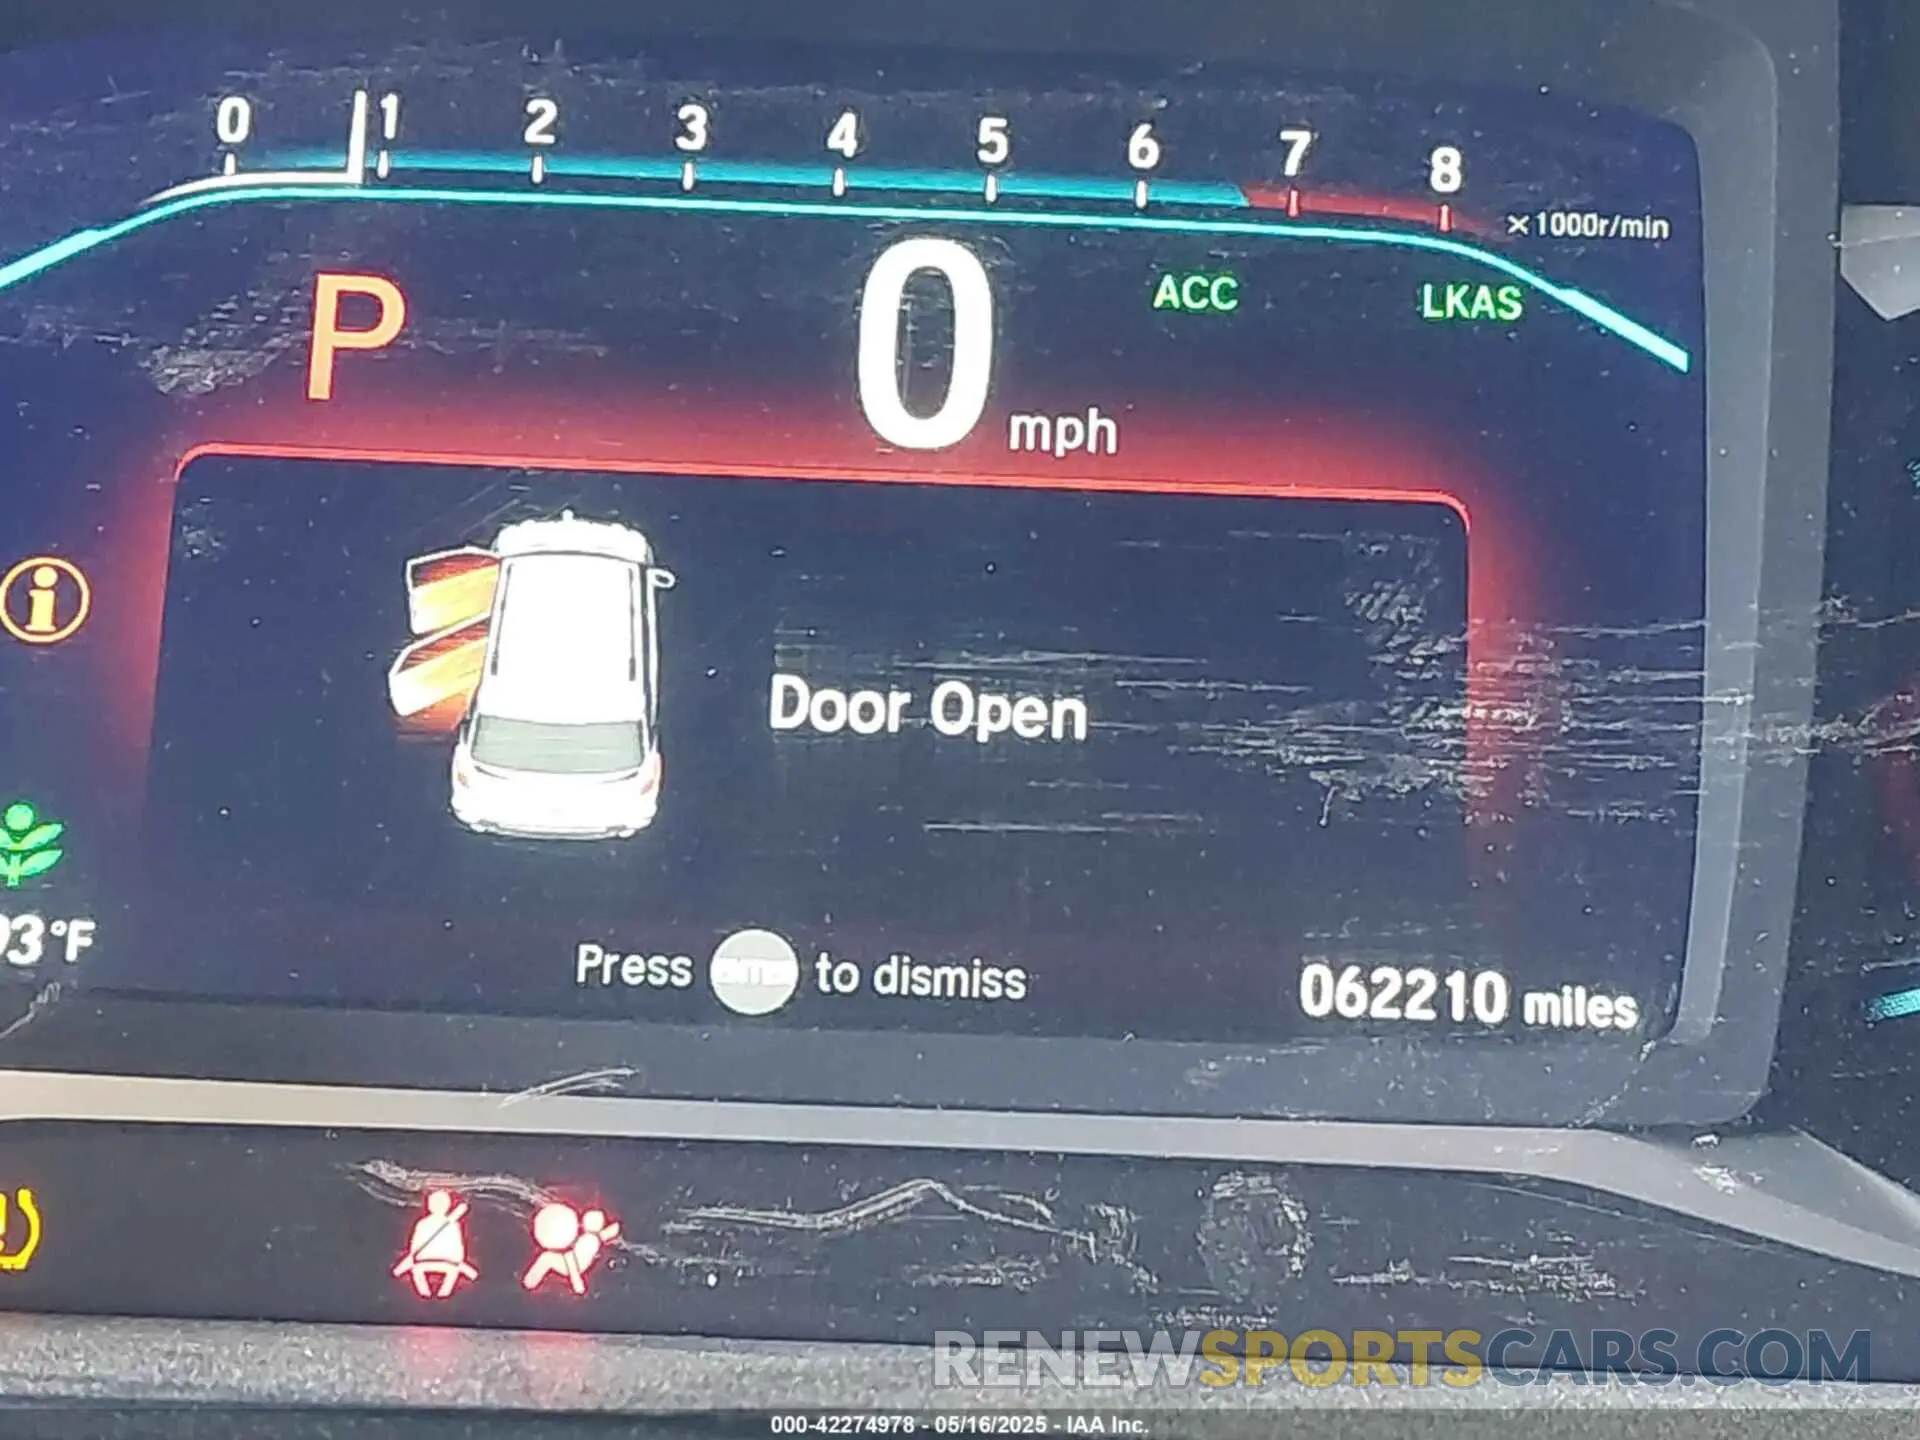 0 1 2 3 4 5 6 7 8
×1000r/min
P 0 mph ACC LKAS
Door Open
93°F
Press to dismiss
062210 miles
RENEWSPORTSCARS.COM
000-42274978 - 05/16/2025 - IAA Inc.